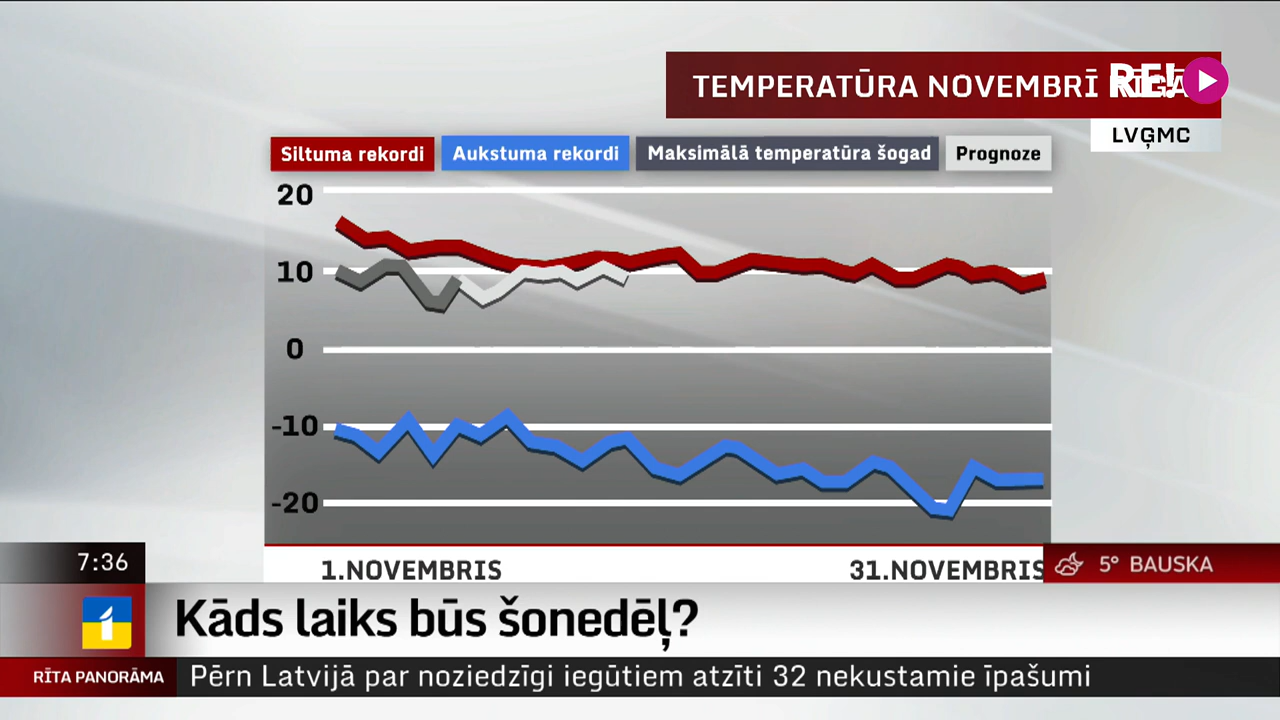 TEMPERATŪRA NOVEMBRĪ
RE!
LVĢMC
Siltuma rekordi Aukstuma rekordi Maksimālā temperatūra šogad Prognoze
20
10
0
-10
-20
1.NOVEMBRIS 31.NOVEMBRIS
7:36
5° BAUSKA
1
Kāds laiks būs šonedēļ?
RĪTA PANORĀMA Pērn Latvijā par noziedzīgi iegūtiem atzīti 32 nekustamie īpašumi